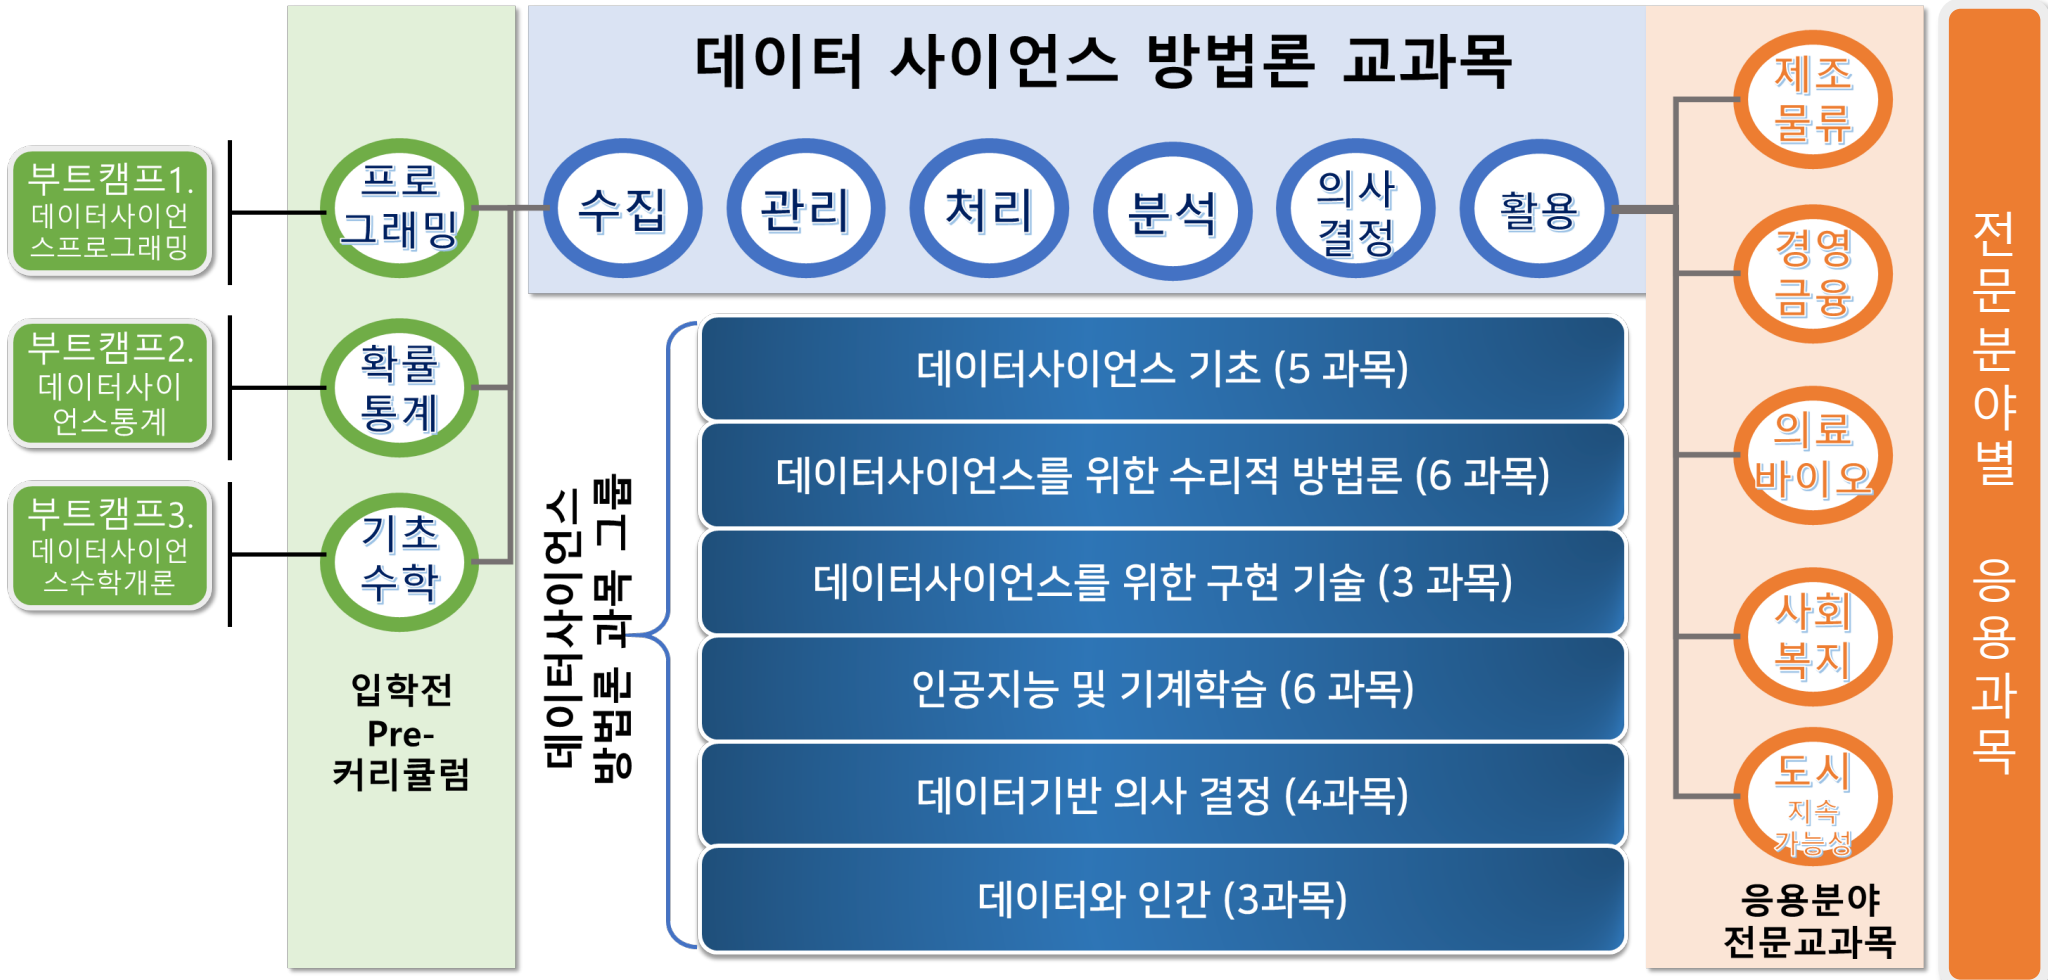 부트캠프1.
데이터사이언
스프로그래밍
부트캠프2.
데이터사이
언스통계
부트캠프3.
데이터사이언
스수학개론
프로
그래밍
확률
통계
기초
수학
입학전
Pre-
커리큘럼
데이터 사이언스 방법론 교과목
수집
관리
처리
분석
의사
결정
활용
데이터사이언스
방법론 과목 그룹
데이터사이언스 기초 (5 과목)
데이터사이언스를 위한 수리적 방법론 (6 과목)
데이터사이언스를 위한 구현 기술 (3 과목)
인공지능 및 기계학습 (6 과목)
데이터기반 의사 결정 (4과목)
데이터와 인간 (3과목)
제조
물류
경영
금융
의료
바이오
사회
복지
도시
지속
가능성
응용분야
전문교과목
전문분야별 응용과목